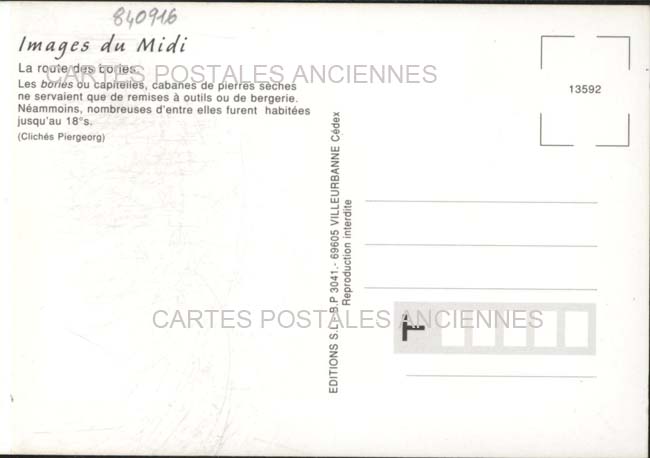 840916
Images du Midi
La route des bories.
CARTES POSTALES ANCIENNES
Les bories ou capitelles, cabanes de pierres sèches
ne servaient que de remises à outils ou de bergerie.
Néammoins, nombreuses d'entre elles furent habitées
jusqu'au 18°s.
(Clichés Piergeorg)
13592
EDITIONS S.L. - B.P 3041.- 69605 VILLEURBANNE Cédex
Reproduction interdite
CARTES POSTALES ANCIENNES